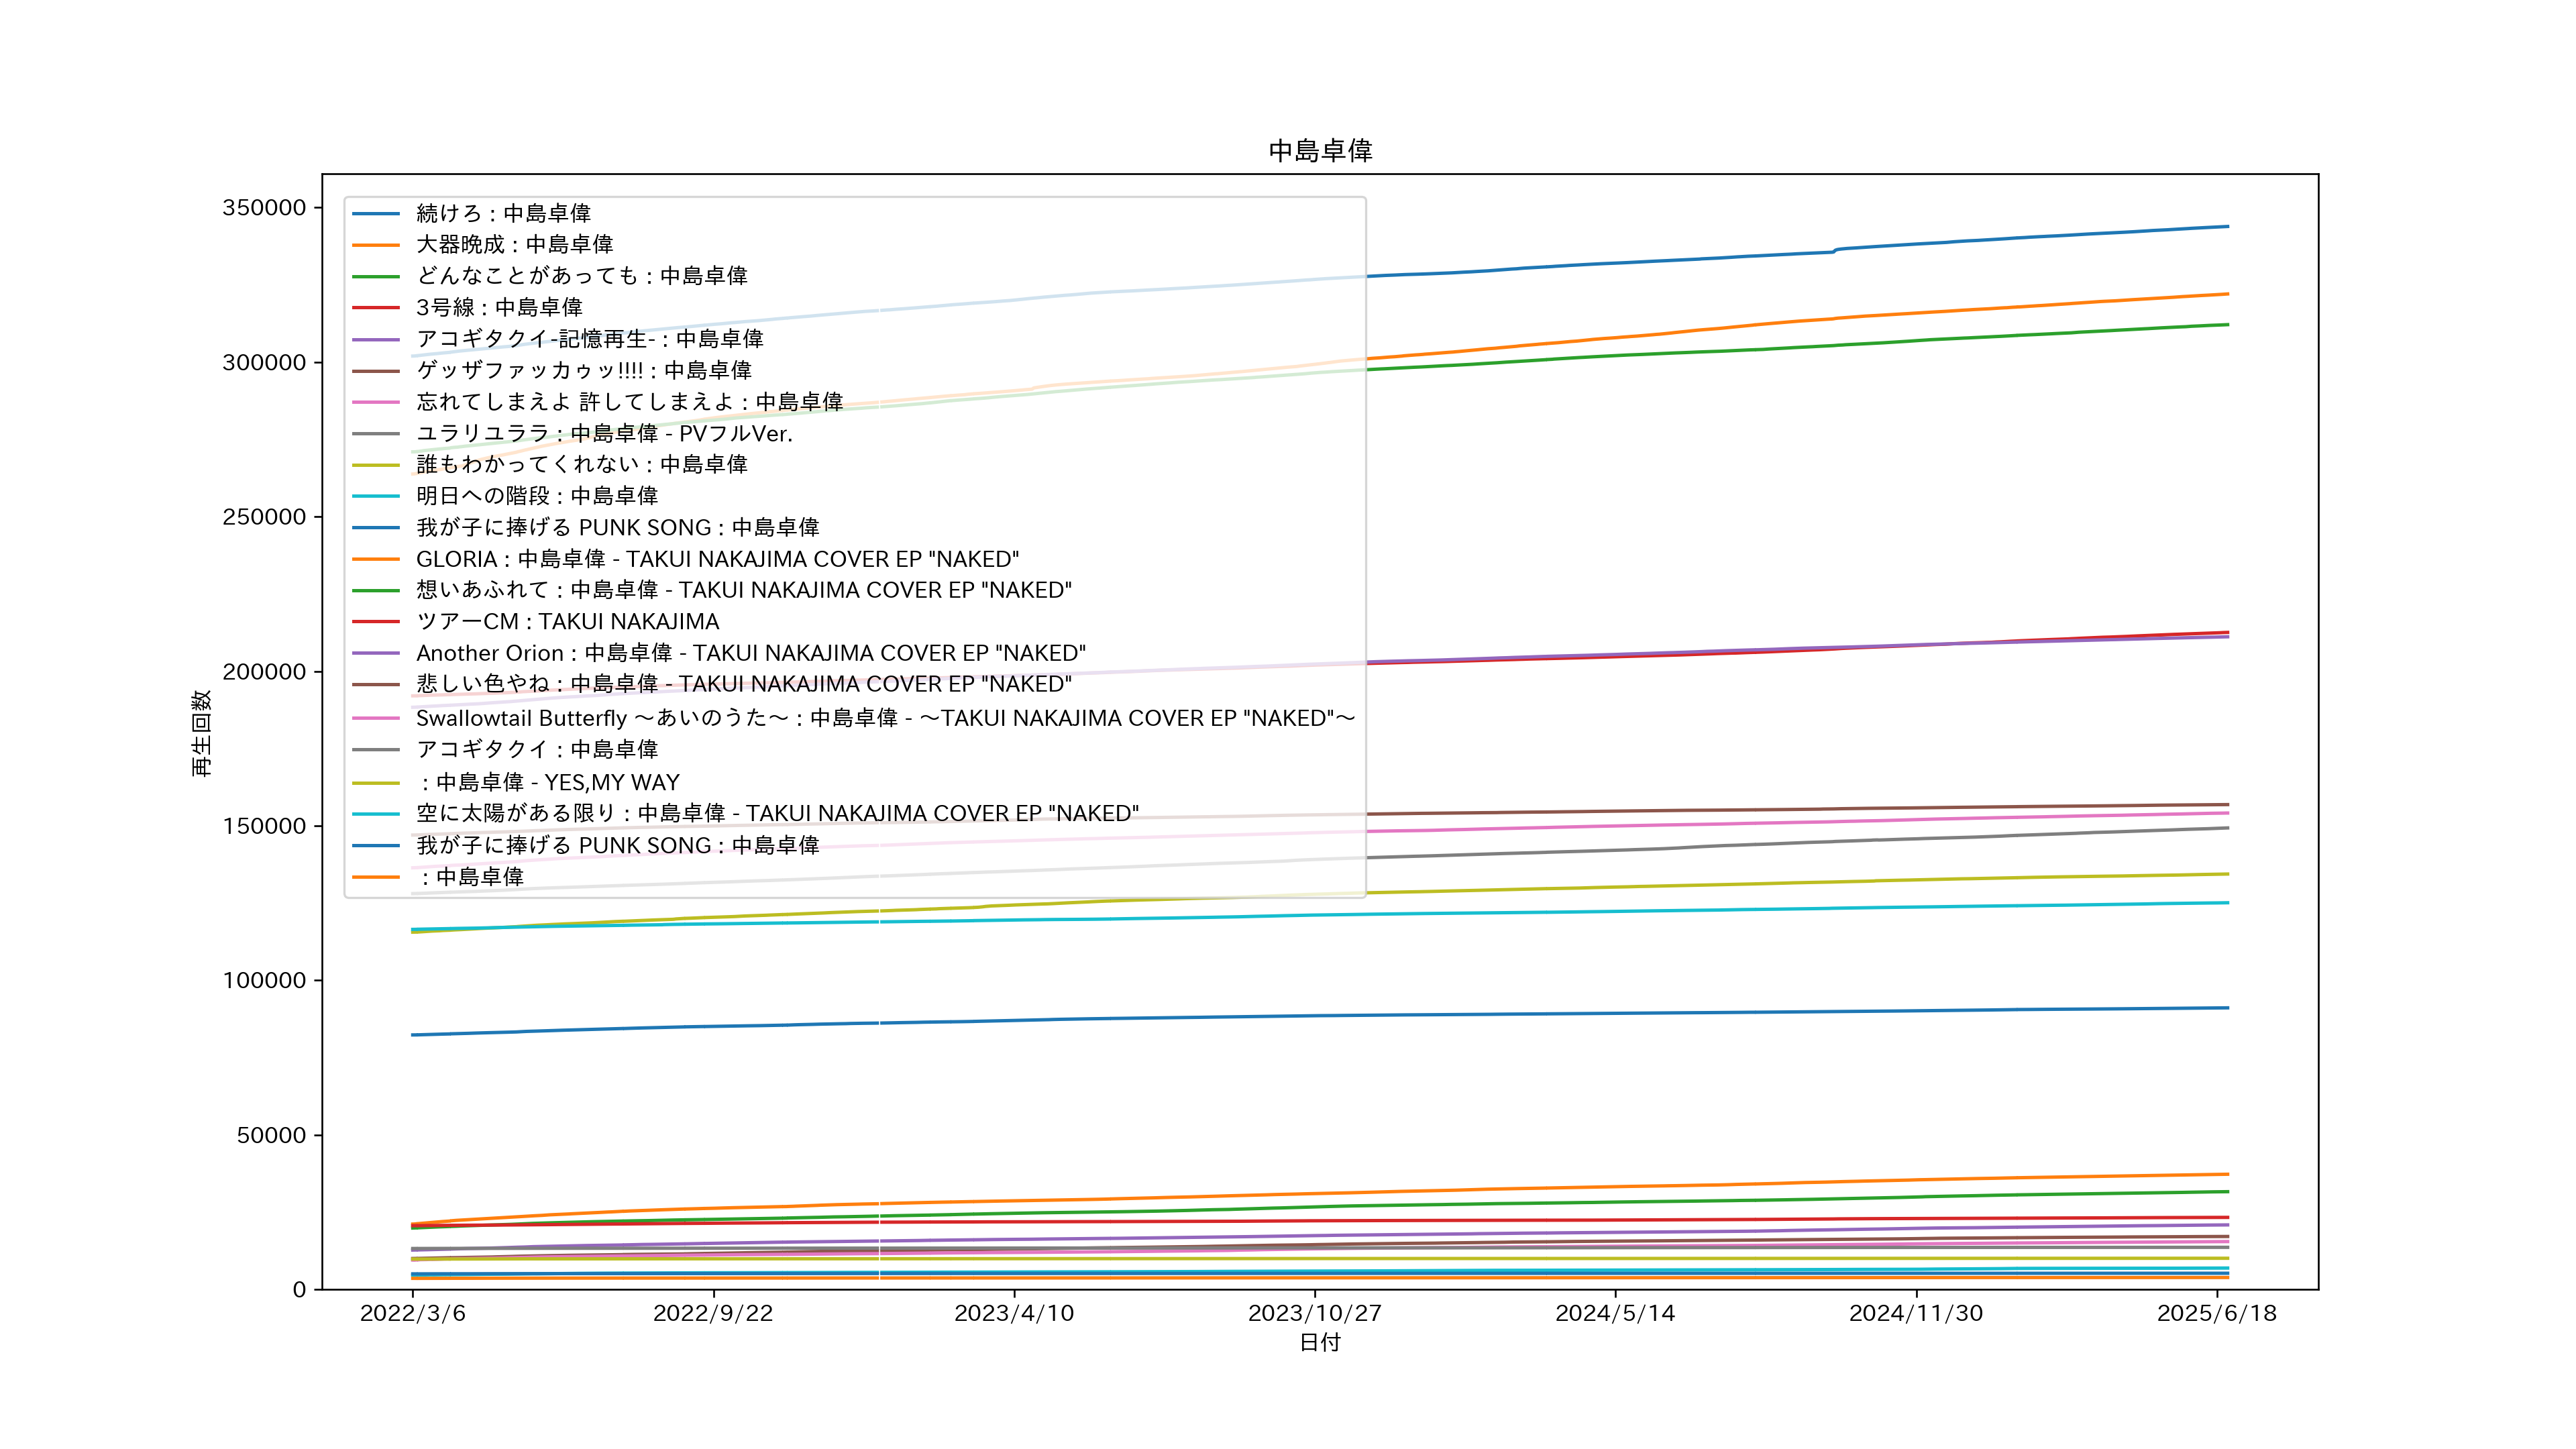 中島卓偉
350000
300000
250000
200000
150000
100000
50000
0
再生回数
続けろ : 中島卓偉
大器晩成 : 中島卓偉
どんなことがあっても : 中島卓偉
3号線 : 中島卓偉
アコギタクイ-記憶再生- : 中島卓偉
ゲッザファッカゥッ!!!! : 中島卓偉
忘れてしまえよ 許してしまえよ : 中島卓偉
ユラリユララ : 中島卓偉 - PVフルVer.
誰もわかってくれない : 中島卓偉
明日への階段 : 中島卓偉
我が子に捧げる PUNK SONG : 中島卓偉
GLORIA : 中島卓偉 - TAKUI NAKAJIMA COVER EP "NAKED"
想いあふれて : 中島卓偉 - TAKUI NAKAJIMA COVER EP "NAKED"
ツアーCM : TAKUI NAKAJIMA
Another Orion : 中島卓偉 - TAKUI NAKAJIMA COVER EP "NAKED"
悲しい色やね : 中島卓偉 - TAKUI NAKAJIMA COVER EP "NAKED"
Swallowtail Butterfly ～あいのうた～ : 中島卓偉 - ～TAKUI NAKAJIMA COVER EP "NAKED"～
アコギタクイ : 中島卓偉
: 中島卓偉 - YES,MY WAY
空に太陽がある限り : 中島卓偉 - TAKUI NAKAJIMA COVER EP "NAKED"
我が子に捧げる PUNK SONG : 中島卓偉
: 中島卓偉
2022/3/6
2022/9/22
2023/4/10
2023/10/27
2024/5/14
2024/11/30
2025/6/18
日付